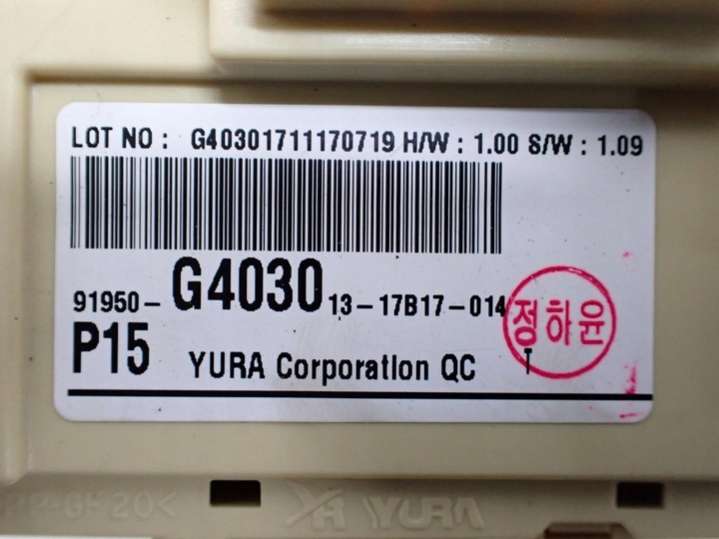 LOT NO : G40301711170719 H/W : 1.00 S/W : 1.09
91950- G4030 13-17B17-014
정하윤
P15 YURA Corporation QC T
YURA